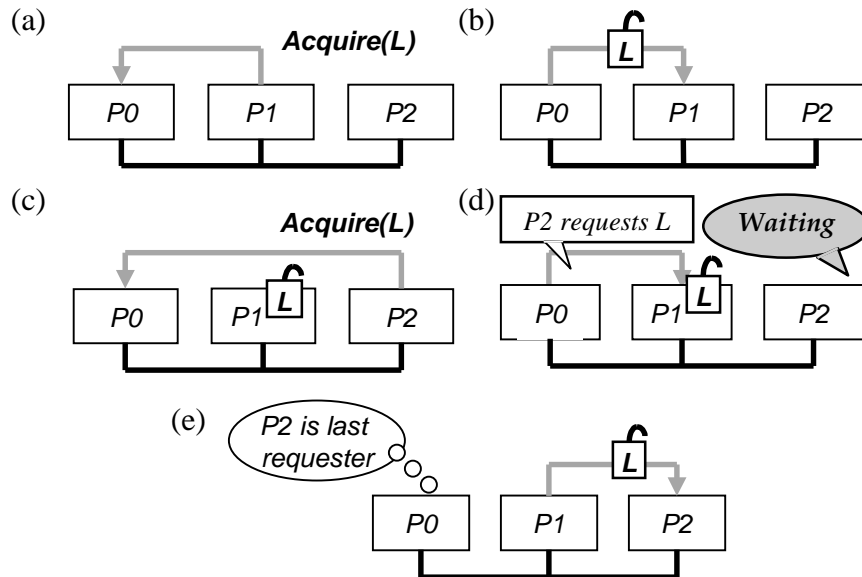 (a)
Acquire(L)
P0
P1
P2
(b)
L
P0
P1
P2
(c)
Acquire(L)
P0
P1
L
P2
(d)
P2 requests L
Waiting
P0
P1
L
P2
(e)
P2 is last
requester
L
P0
P1
P2